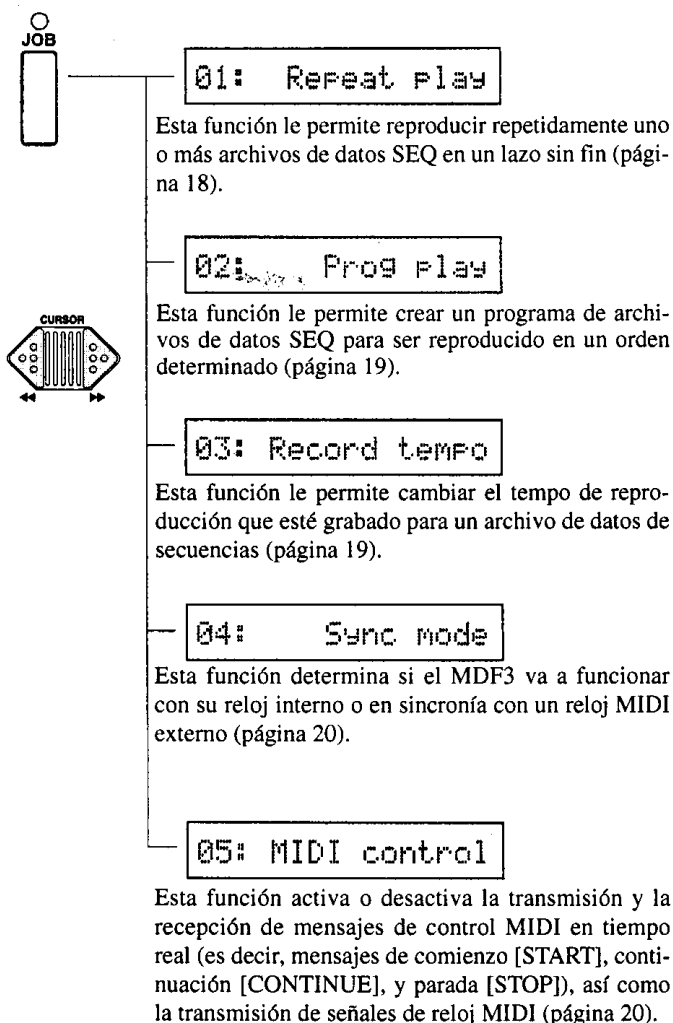 JOB
01: Repeat play
Esta función le permite reproducir repetidamente uno
o más archivos de datos SEQ en un lazo sin fin (pági-
na 18).
02: Prog play
CURSOR
Esta función le permite crear un programa de archi-
vos de datos SEQ para ser reproducido en un orden
determinado (página 19).
03: Record tempo
Esta función le permite cambiar el tempo de repro-
ducción que esté grabado para un archivo de datos de
secuencias (página 19).
04: Sync mode
Esta función determina si el MDF3 va a funcionar
con su reloj interno o en sincronía con un reloj MIDI
externo (página 20).
05: MIDI control
Esta función activa o desactiva la transmisión y la
recepción de mensajes de control MIDI en tiempo
real (es decir, mensajes de comienzo [START], conti-
nuación [CONTINUE], y parada [STOP]), así como
la transmisión de señales de reloj MIDI (página 20).